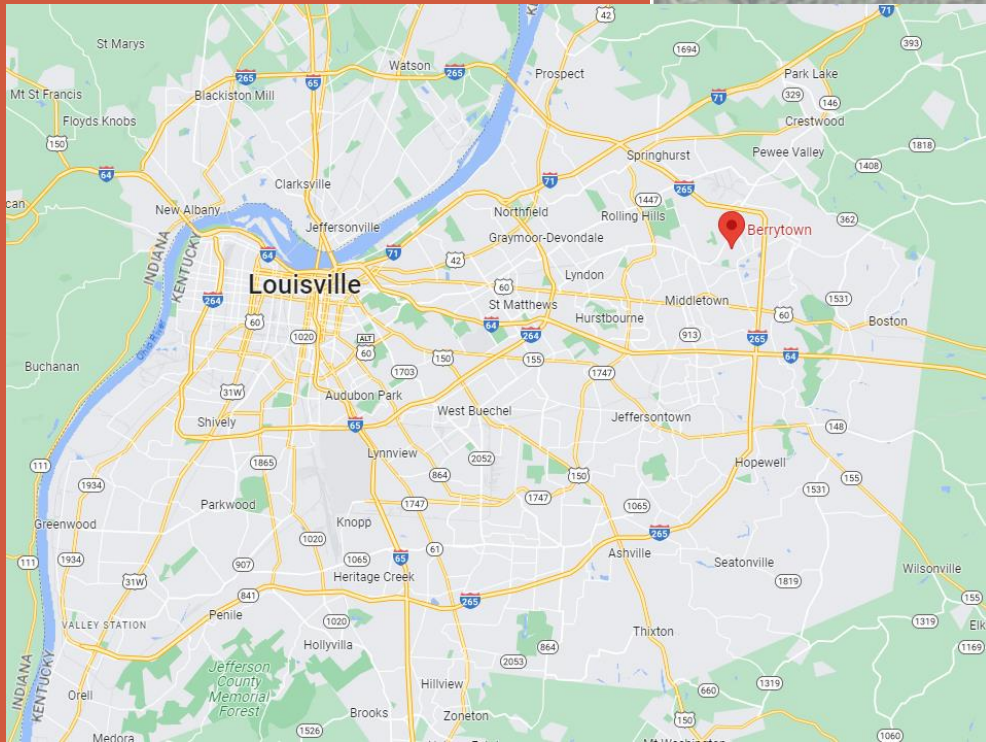 42
71
393
St Marys
1694
Watson
265
265
65
Prospect
Park Lake
Mt St Francis
Blackiston Mill
71
329
146
Floyds Knobs
Crestwood
150
1818
Springhurst
Pewee Valley
64
1408
71
265
Clarksville
1447
New Albany
Northfield
Rolling Hills
362
Jeffersonville
Berrytown
Graymoor-Devondale
INDIANA
KENTUCKY
64
71
42
Lyndon
Louisville
60
264
St Matthews
Middletown
1531
Hurstbourne
60
60
Boston
64
264
913
1020
ALT
60
265
150
155
64
Ohio River
Buchanan
1703
1747
31W
Audubon Park
West Buechel
Jeffersontown
Shively
65
148
Lynnview
2052
1865
Hopewell
111
864
150
155
1934
1531
1747
1747
Parkwood
1065
Greenwood
Knopp
1020
61
265
1934
1065
65
Ashville
111
907
Seatonville
31W
Heritage Creek
1819
Wilsonville
841
265
155
Penile
1020
1319
VALLEY STATION
Thixton
Hollyvilla
864
1169
2053
Jefferson
County
Memorial
Forest
INDIANA
KENTUCKY
Hillview
1319
Orell
660
Brooks
Zoneton
150
1526
1060
Medora